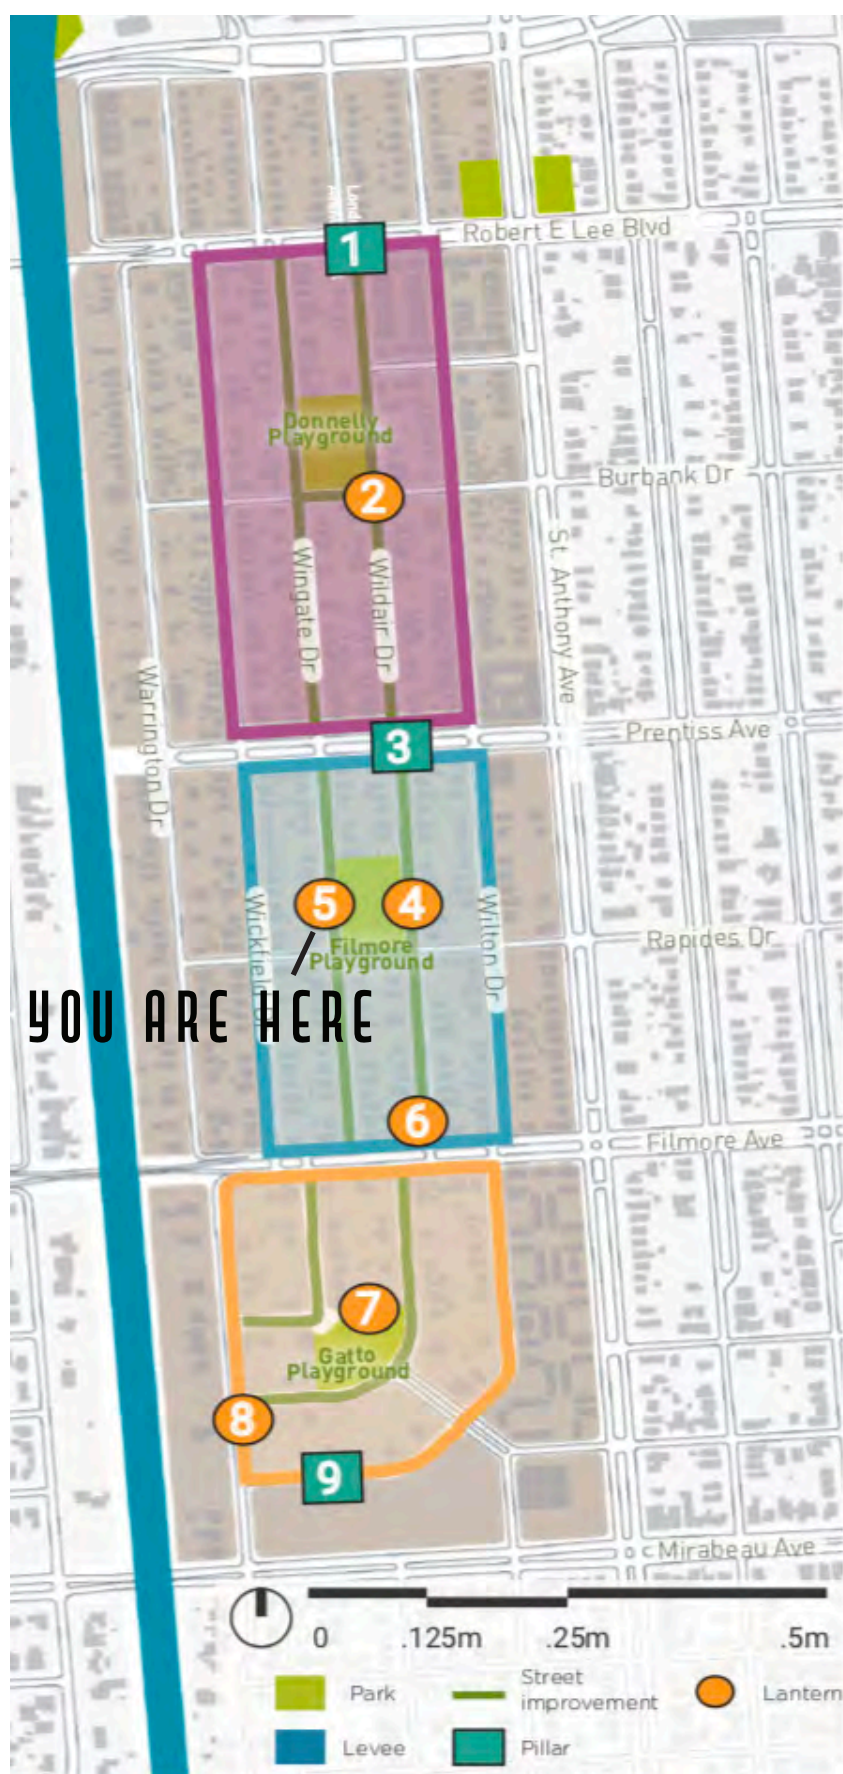 Robert E Lee Blvd
1
Donnelly
Playground
Burbank Dr
2
Wingate Dr
Wildair Dr
St. Anthony Ave
Warrington Dr
Prentiss Ave
3
5
4
Wickfield Dr
Wilton Dr
Rapides Dr
Filmore
Playground
YOU ARE HERE
6
Filmore Ave
7
Gatto
Playground
8
9
Mirabeau Ave
0 .125m .25m .5m
Park
Street
improvement
Lantern
Levee
Pillar